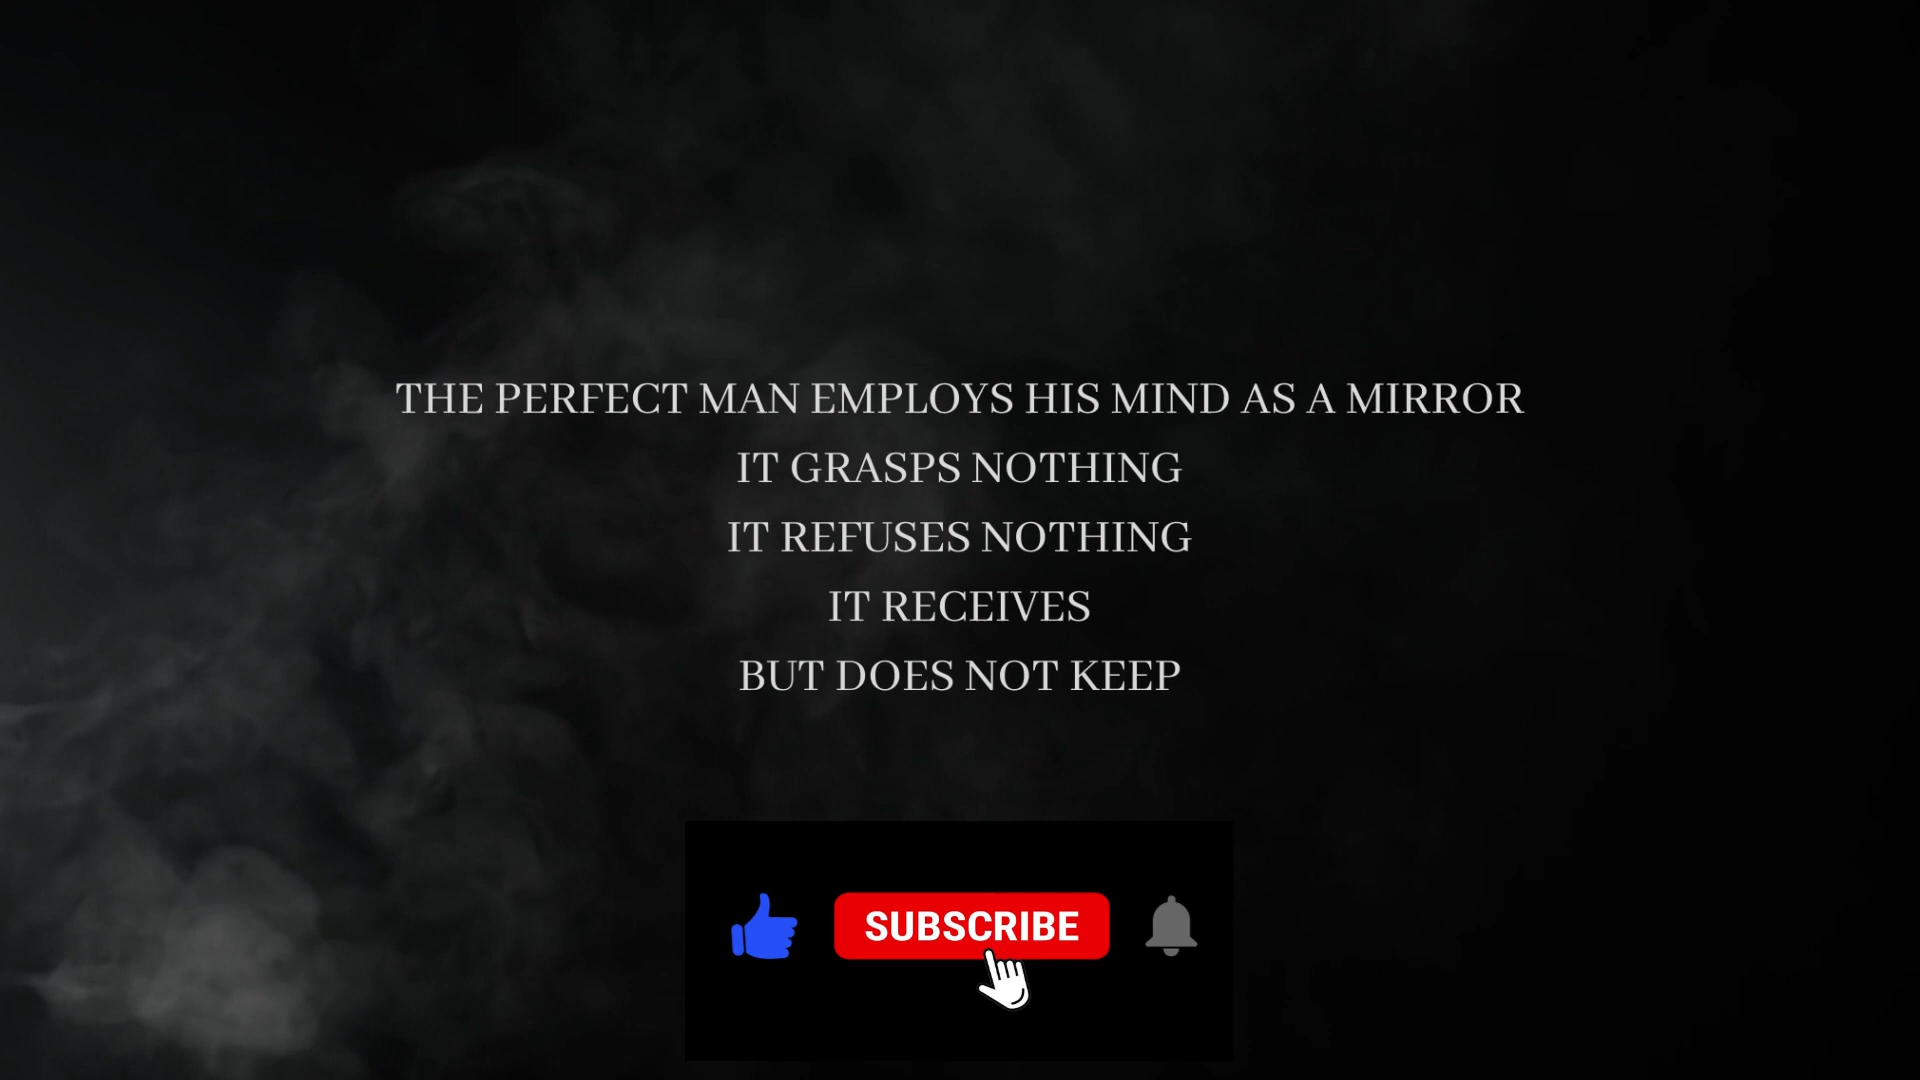 THE PERFECT MAN EMPLOYS HIS MIND AS A MIRROR
IT GRASPS NOTHING
IT REFUSES NOTHING
IT RECEIVES
BUT DOES NOT KEEP
SUBSCRIBE